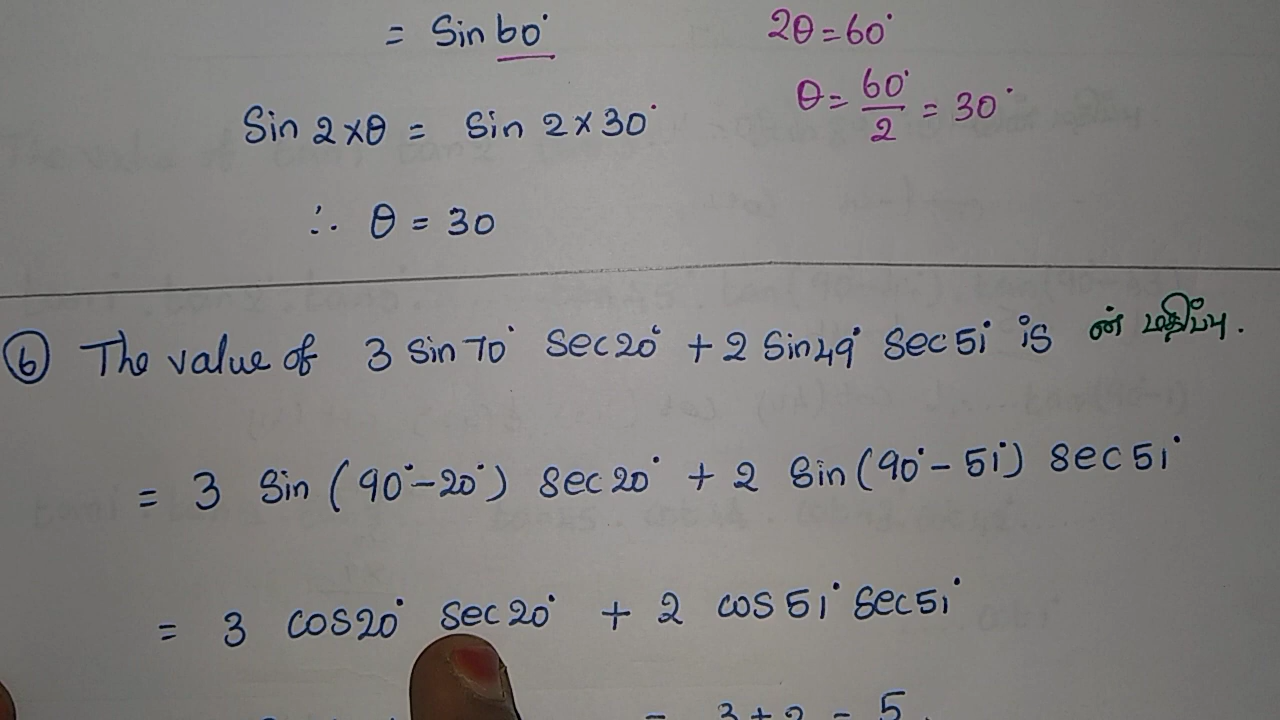 = Sin 60°
2θ = 60°
θ = 60°/2 = 30°
Sin 2×θ = Sin 2×30°
∴ θ = 30
⑥ The value of 3 Sin 70° Sec 20° + 2 Sin 49° Sec 51° is ன் மதிப்பு.
= 3 Sin (90°-20°) Sec 20° + 2 Sin (90°-51°) Sec 51°
= 3 cos 20° Sec 20° + 2 cos 51° Sec 51°
= 3+2 = 5.